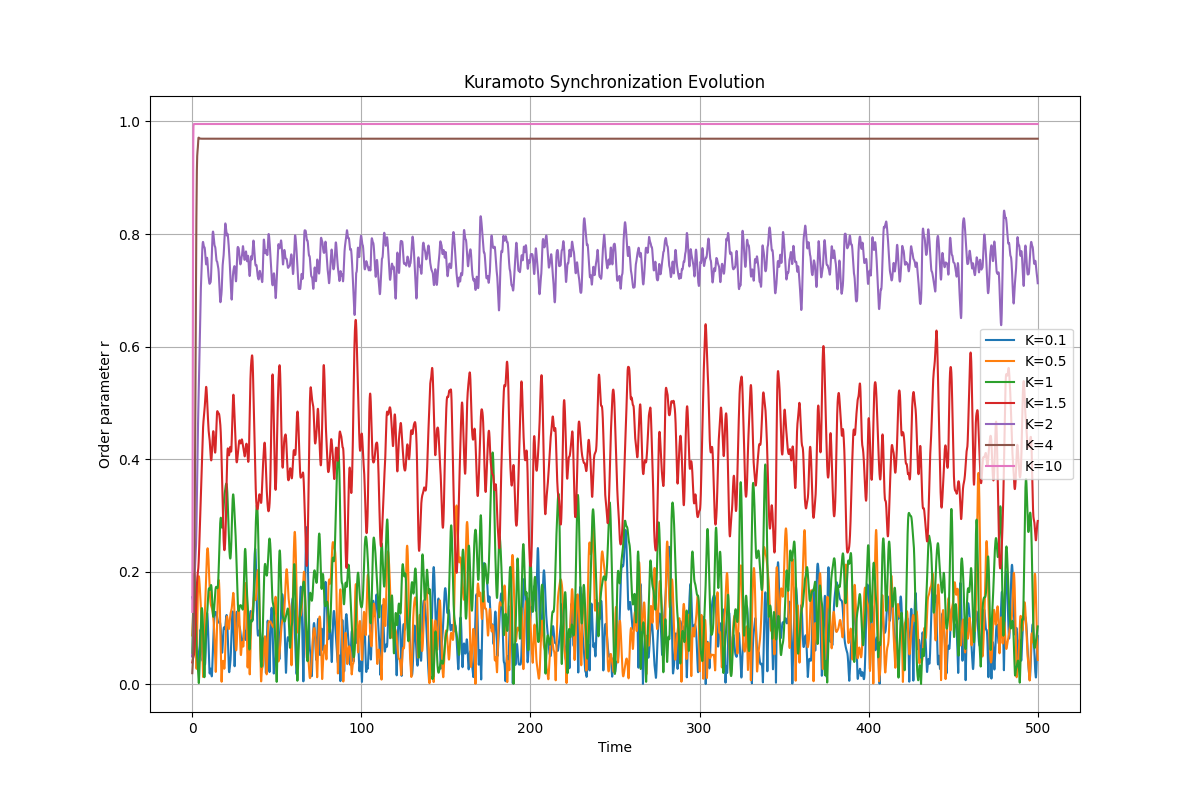 Kuramoto Synchronization Evolution
Order parameter r
1.0
0.8
0.6
0.4
0.2
0.0
K=0.1
K=0.5
K=1
K=1.5
K=2
K=4
K=10
0 100 200 300 400 500
Time